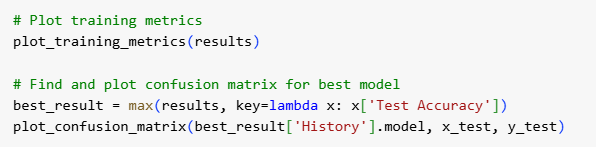 # Plot training metrics
plot_training_metrics(results)
# Find and plot confusion matrix for best model
best_result = max(results, key=lambda x: x['Test Accuracy'])
plot_confusion_matrix(best_result['History'].model, x_test, y_test)